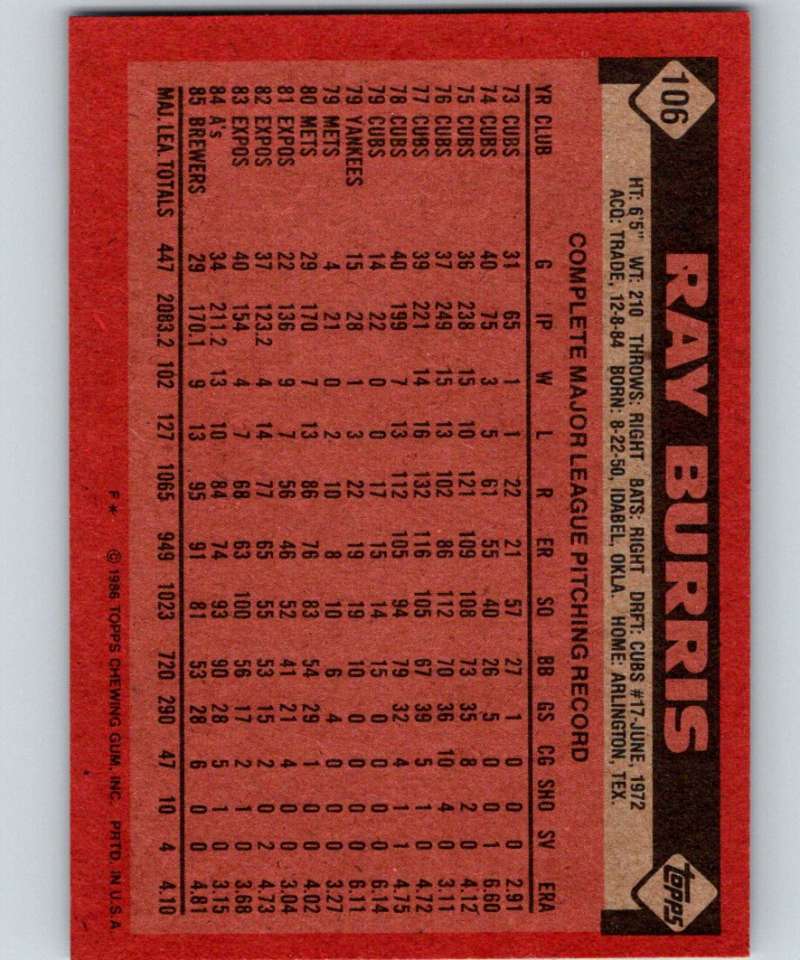 106
RAY BURRIS
TOPPS
HT: 6'5" WT: 210 THROWS: RIGHT BATS: RIGHT DRFT: CUBS #17-JUNE, 1972
ACQ: TRADE, 12-8-84 BORN: 8-22-50, IDABEL, OKLA. HOME: ARLINGTON, TEX.
COMPLETE MAJOR LEAGUE PITCHING RECORD
YR CLUB G IP W L R ER SO BB GS CG SHO SV ERA
73 CUBS 31 65 1 1 22 21 57 27 1 0 0 0 2.91
74 CUBS 40 75 3 5 61 55 40 26 5 0 0 1 6.60
75 CUBS 36 238 15 10 121 109 108 73 35 8 2 0 4.12
76 CUBS 37 249 15 13 102 86 112 70 36 10 4 0 3.11
77 CUBS 39 221 14 16 132 116 105 67 39 5 1 0 4.72
78 CUBS 40 199 7 13 112 105 94 79 32 4 1 1 4.75
79 CUBS 14 22 0 0 17 15 14 15 0 0 0 0 6.14
79 YANKEES 15 28 1 3 22 19 19 10 0 0 0 0 6.11
79 METS 4 21 0 2 10 8 10 6 4 0 0 0 3.27
80 METS 29 170 7 13 86 76 83 54 29 1 0 0 4.02
81 EXPOS 22 136 9 7 56 46 52 41 21 4 0 0 3.04
82 EXPOS 37 123.2 4 14 77 65 55 53 15 2 0 2 4.73
83 EXPOS 40 154 4 7 68 63 100 56 17 2 1 0 3.68
84 A's 34 211.2 13 10 84 74 93 90 28 5 1 0 3.15
85 BREWERS 29 170.1 9 13 95 91 81 53 28 6 0 0 4.81
MAJ. LEA. TOTALS 447 2083.2 102 127 1065 949 1023 720 290 47 10 4 4.10
F* © 1986 TOPPS CHEWING GUM, INC. PRTD. IN U.S.A.